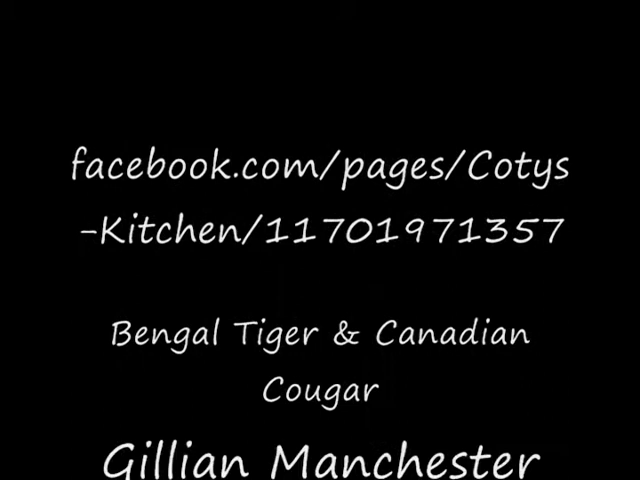 facebook.com/pages/Cotys
-Kitchen/11701971357
Bengal Tiger & Canadian
Cougar
Gillian Manchester